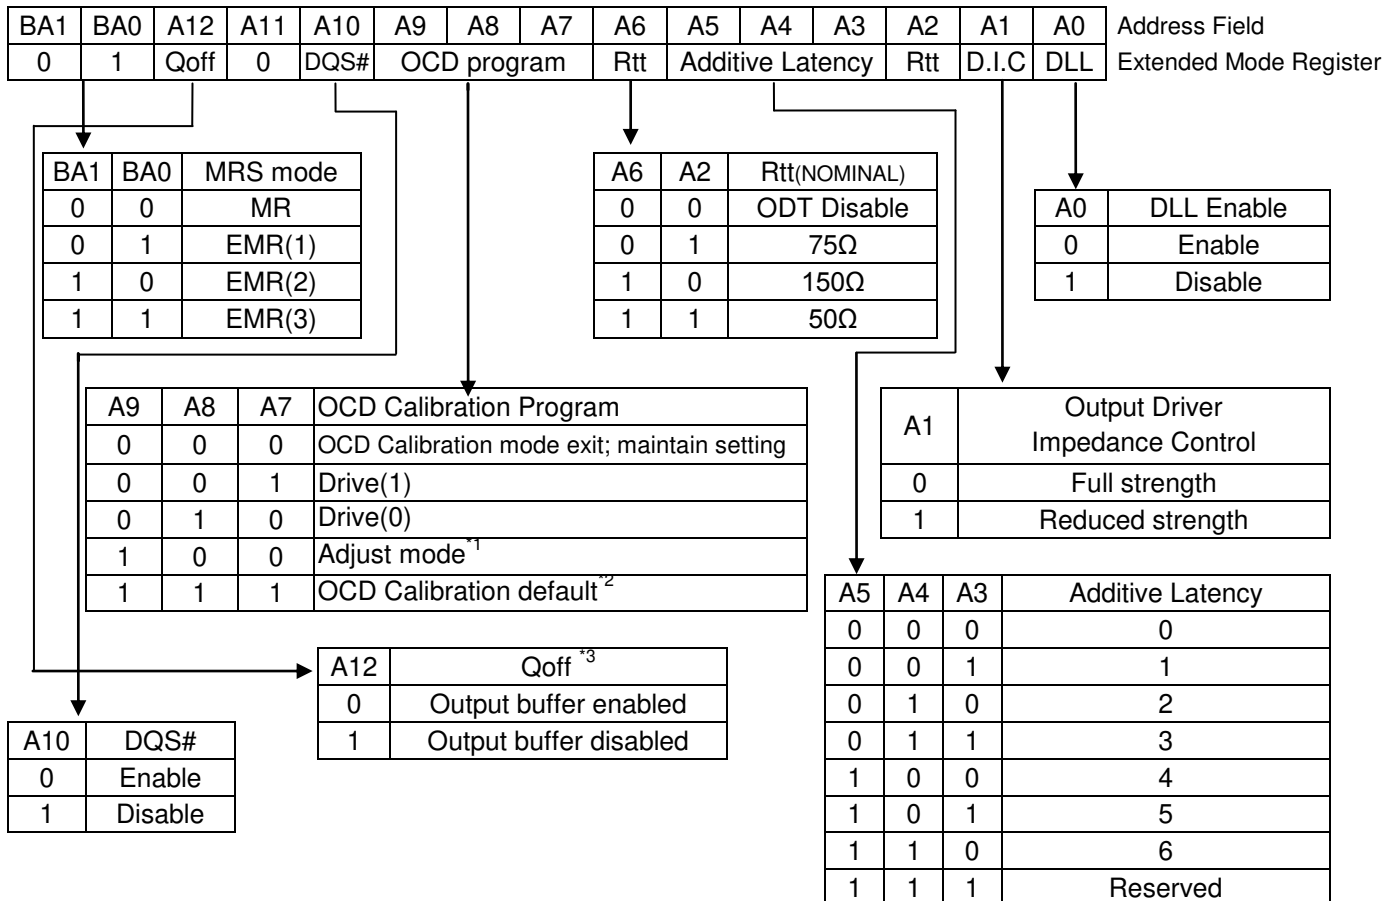 BA1 BA0 A12 A11 A10 A9 A8 A7 A6 A5 A4 A3 A2 A1 A0 Address Field
0 1 Qoff 0 DQS# OCD program Rtt Additive Latency Rtt D.I.C DLL Extended Mode Register
BA1 BA0 MRS mode
0 0 MR
0 1 EMR(1)
1 0 EMR(2)
1 1 EMR(3)
A6 A2 Rtt(NOMINAL)
0 0 ODT Disable
0 1 75Ω
1 0 150Ω
1 1 50Ω
A0 DLL Enable
0 Enable
1 Disable
A9 A8 A7 OCD Calibration Program
0 0 0 OCD Calibration mode exit; maintain setting
0 0 1 Drive(1)
0 1 0 Drive(0)
1 0 0 Adjust mode*1
1 1 1 OCD Calibration default*2
A1 Output Driver
Impedance Control
0 Full strength
1 Reduced strength
A12 Qoff *3
0 Output buffer enabled
1 Output buffer disabled
A10 DQS#
0 Enable
1 Disable
A5 A4 A3 Additive Latency
0 0 0 0
0 0 1 1
0 1 0 2
0 1 1 3
1 0 0 4
1 0 1 5
1 1 0 6
1 1 1 Reserved